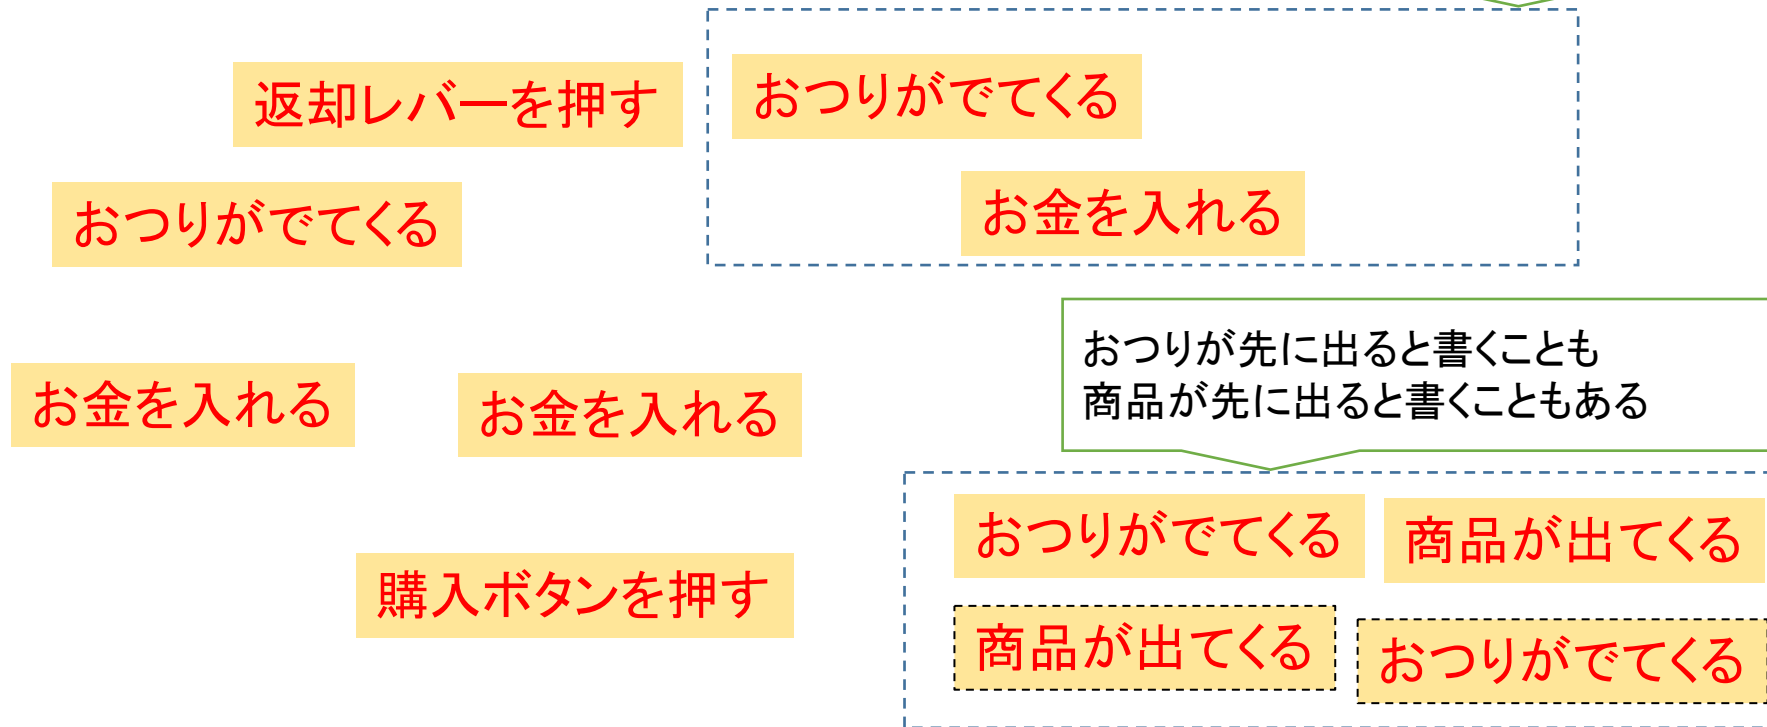 返却レバーを押す
おつりがでてくる
おつりがでてくる
お金を入れる
おつりが先に出ると書くことも
商品が先に出ると書くこともある
お金を入れる
お金を入れる
おつりがでてくる
商品が出てくる
購入ボタンを押す
商品が出てくる
おつりがでてくる